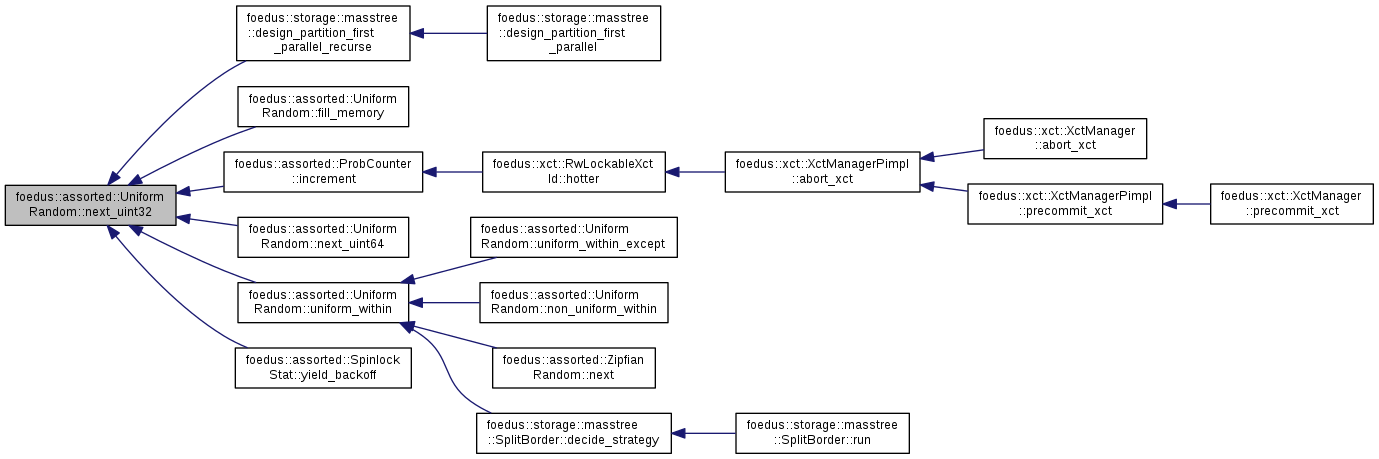 foedus::storage::masstree
::design_partition_first
_parallel_recurse
foedus::storage::masstree
::design_partition_first
_parallel
foedus::assorted::Uniform
Random::fill_memory
foedus::xct::XctManager
::abort_xct
foedus::assorted::ProbCounter
::increment
foedus::xct::RwLockableXct
Id::hotter
foedus::xct::XctManagerPimpl
::abort_xct
foedus::assorted::Uniform
Random::next_uint32
foedus::xct::XctManagerPimpl
::precommit_xct
foedus::xct::XctManager
::precommit_xct
foedus::assorted::Uniform
Random::next_uint64
foedus::assorted::Uniform
Random::uniform_within_except
foedus::assorted::Uniform
Random::uniform_within
foedus::assorted::Uniform
Random::non_uniform_within
foedus::assorted::Spinlock
Stat::yield_backoff
foedus::assorted::Zipfian
Random::next
foedus::storage::masstree
::SplitBorder::decide_strategy
foedus::storage::masstree
::SplitBorder::run